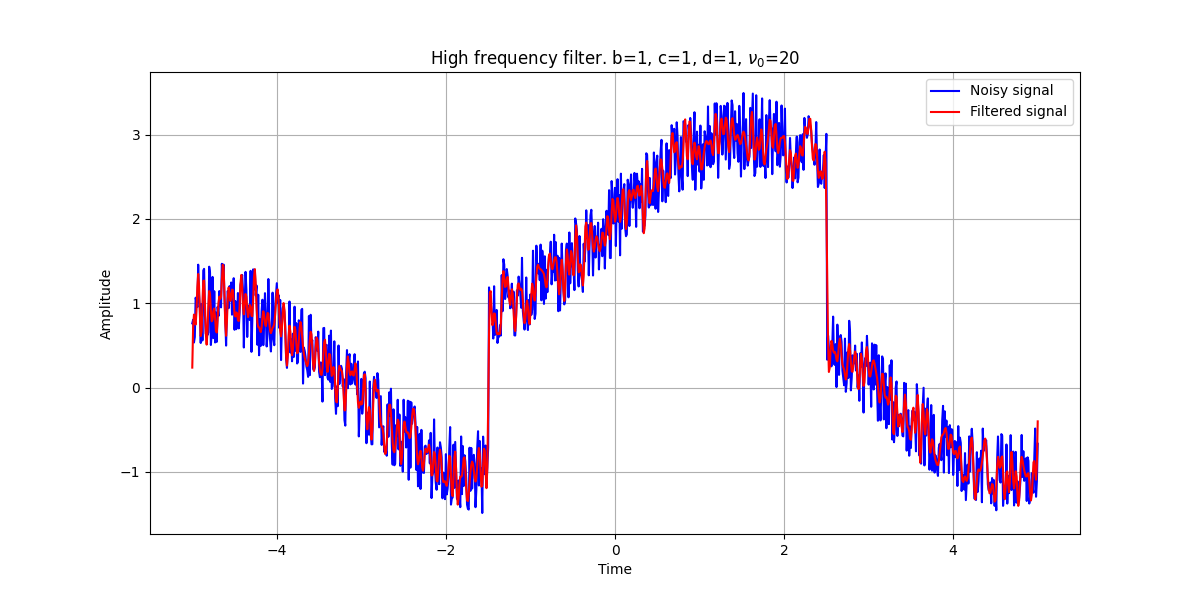 High frequency filter. b=1, c=1, d=1, ν₀=20
Noisy signal
Filtered signal
Amplitude
3
2
1
0
−1
−4
−2
0
2
4
Time